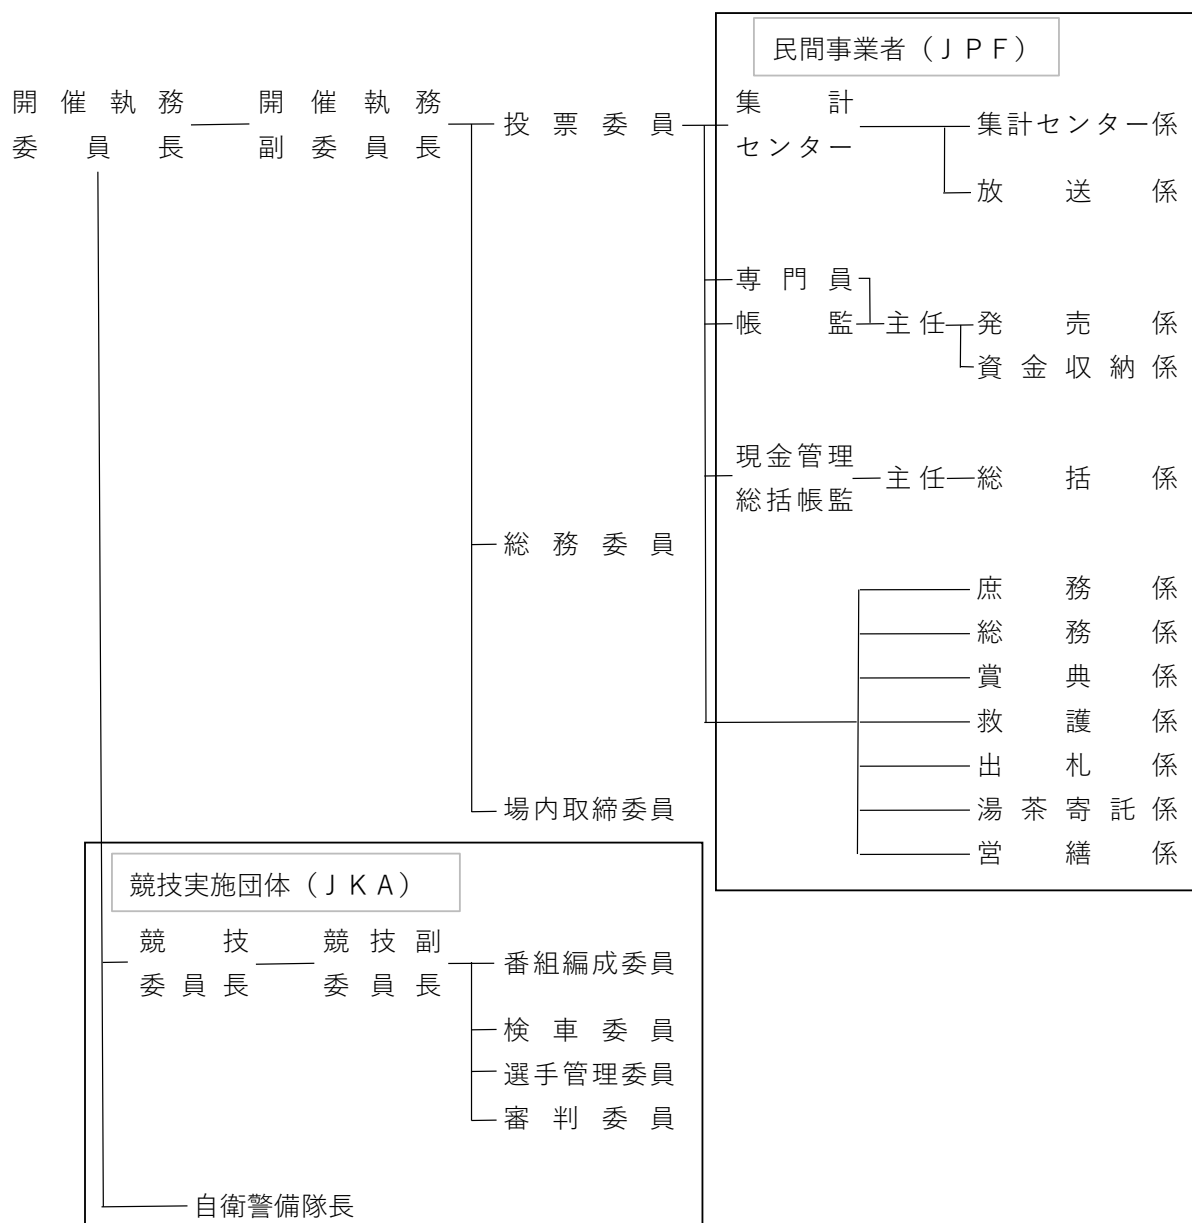 民間事業者（ＪＰＦ）
開催執務
委員長
開催執務
副委員長
投票委員
集計
センター
集計センター係
放送係
専門員
帳監
主任
発売係
資金収納係
現金管理
総括帳監
主任
総括係
総務委員
庶務係
総務係
賞典係
救護係
出札係
湯茶寄託係
営繕係
場内取締委員
競技実施団体（ＪＫＡ）
競技
委員長
競技副
委員長
番組編成委員
検車委員
選手管理委員
審判委員
自衛警備隊長